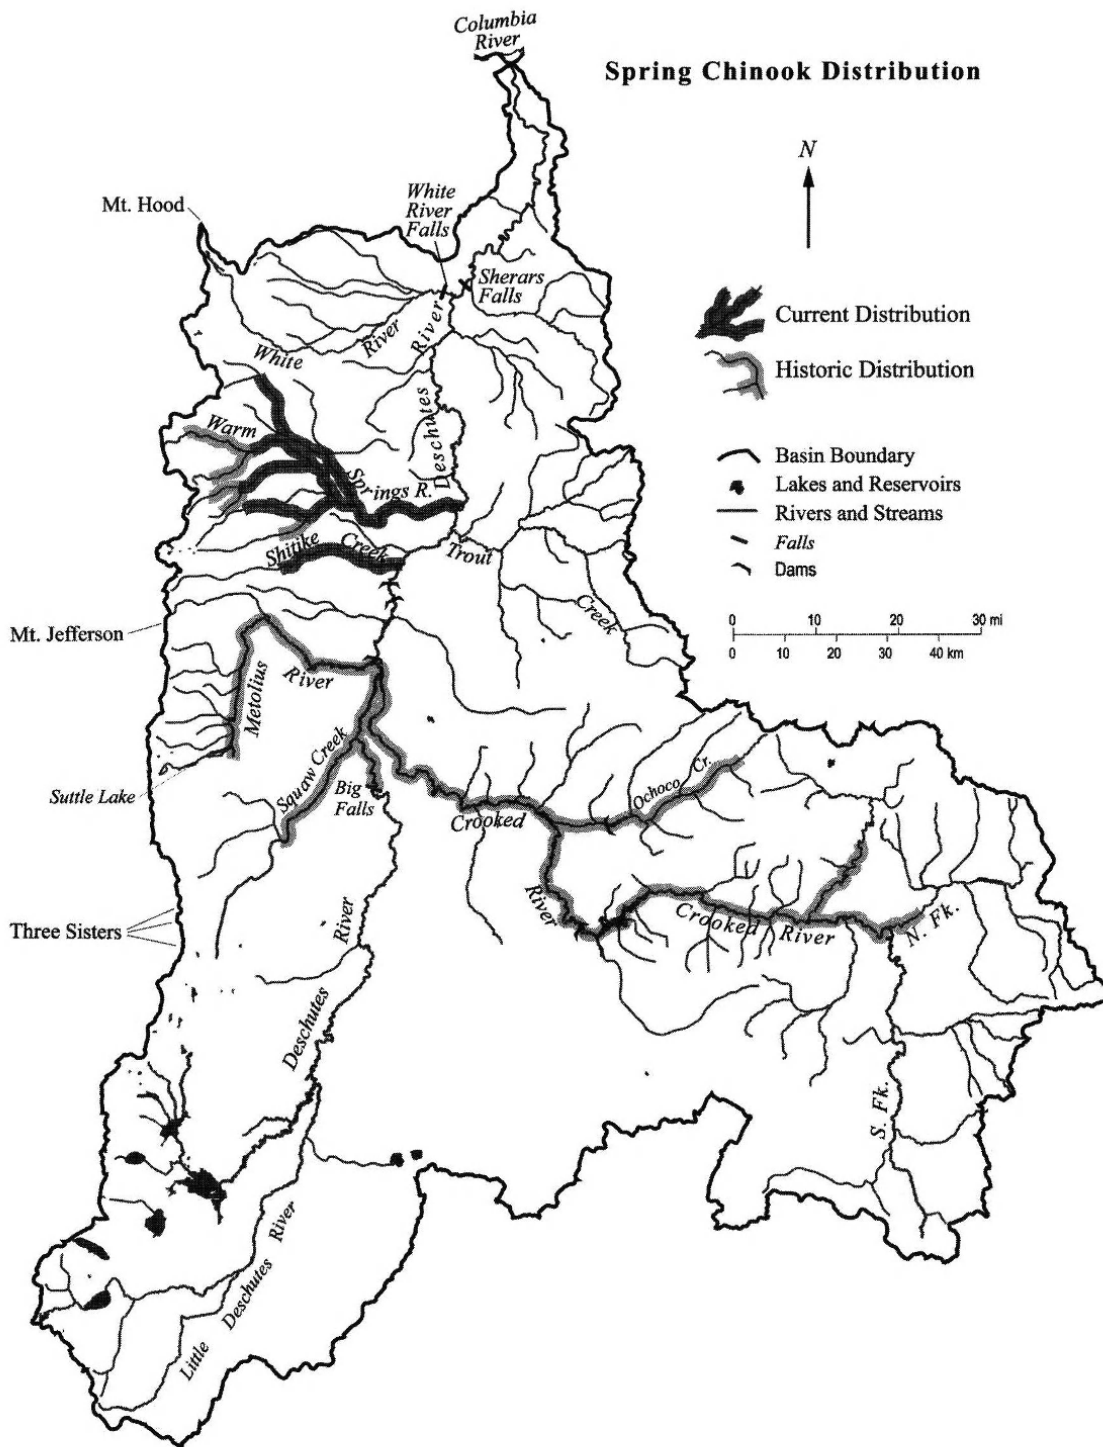 Columbia
River
Spring Chinook Distribution
N
Mt. Hood
White
River
Falls
Sherars
Falls
Current Distribution
Historic Distribution
White
River
River
Deschutes
Warm
Springs R.
Basin Boundary
Lakes and Reservoirs
Rivers and Streams
Falls
Dams
Shitike
Creek
Trout
Creek
0 10 20 30 mi
0 10 20 30 40 km
Mt. Jefferson
Metolius
River
Suttle Lake
Squaw Creek
Big
Falls
Crooked
River
Ochoco Cr.
Crooked River
N. Fk.
S. Fk.
Three Sisters
River
Deschutes
Little Deschutes River